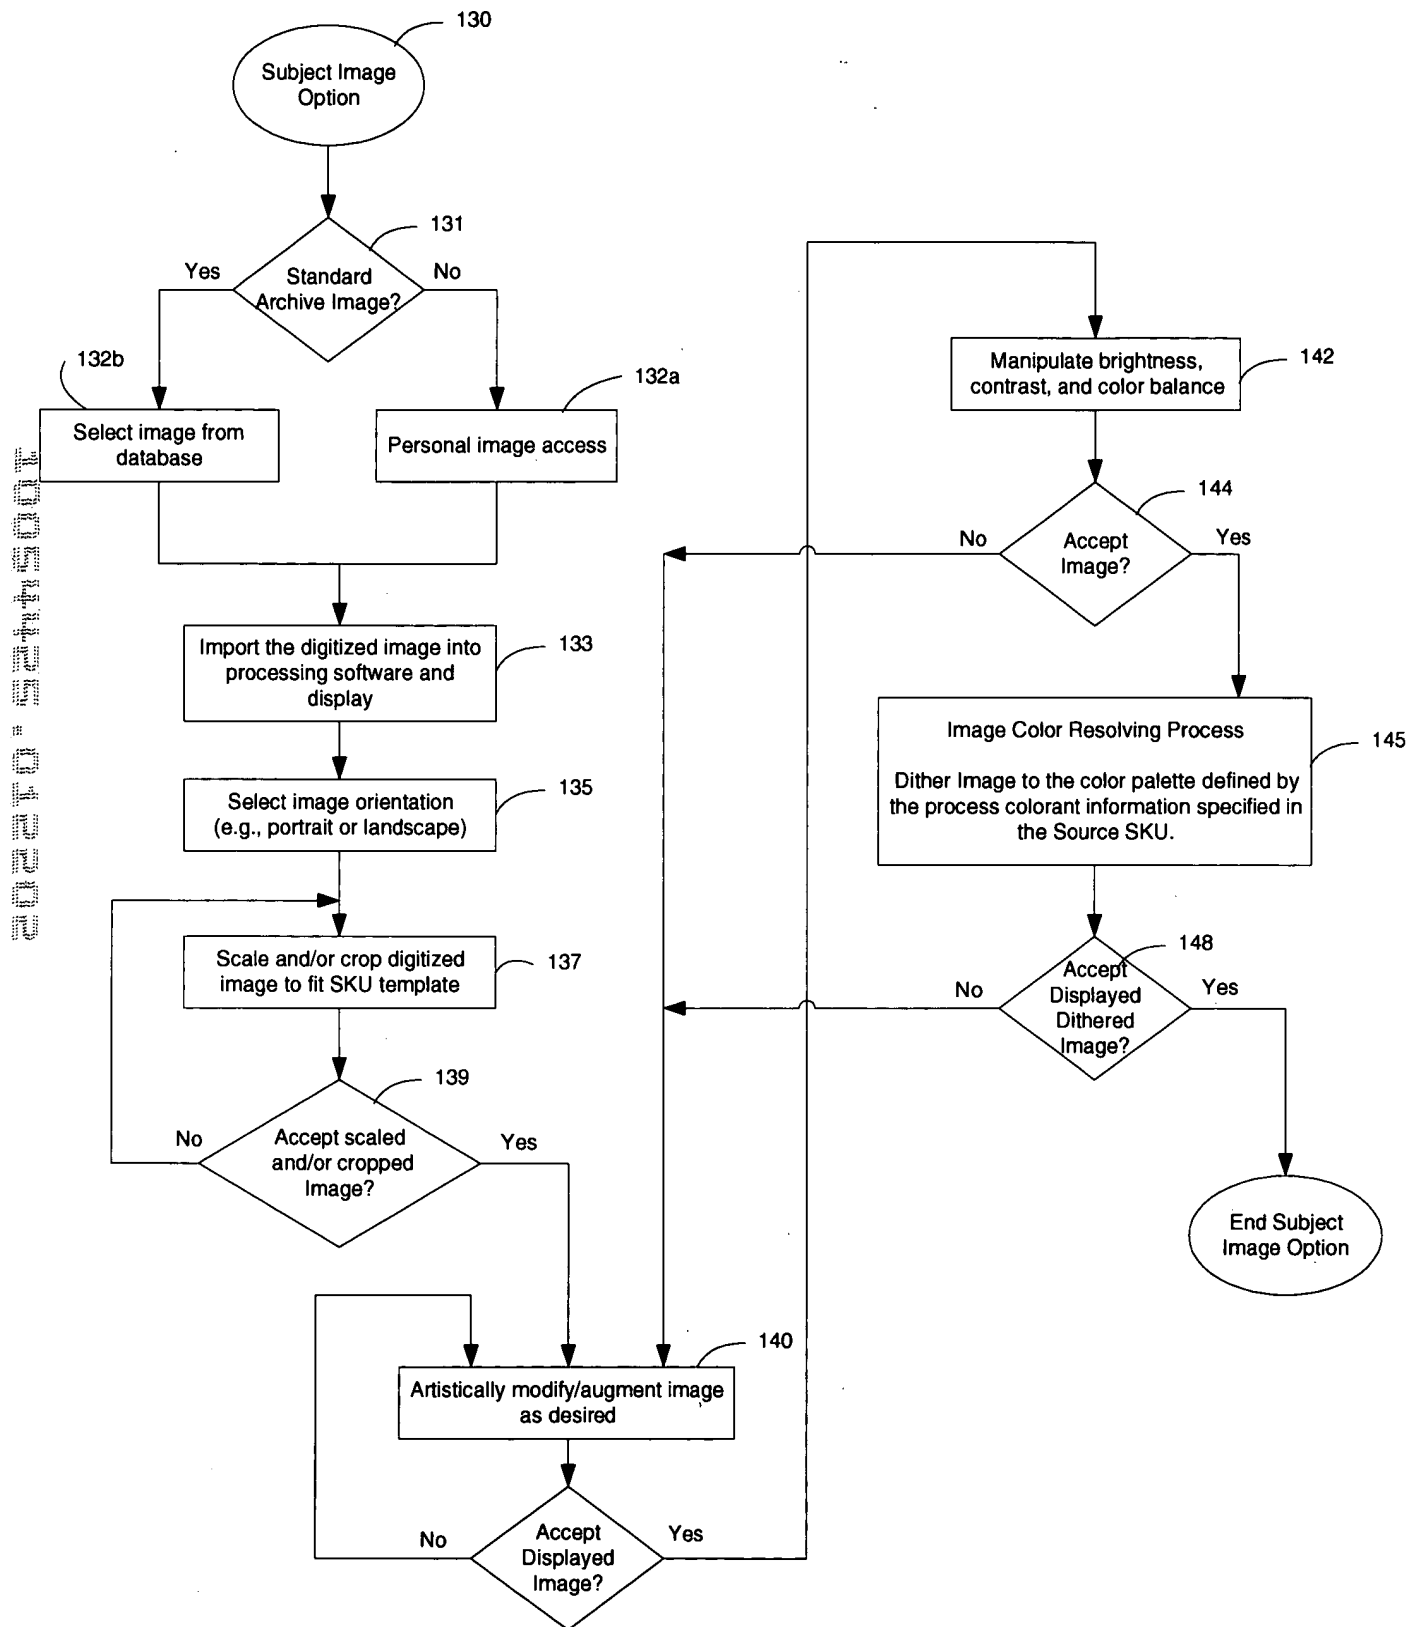 130
Subject Image
Option
131
Yes
No
Standard
Archive Image?
132b
132a
Select image from
database
Personal image access
Import the digitized image into
processing software and
display
133
Select image orientation
(e.g., portrait or landscape)
135
Scale and/or crop digitized
image to fit SKU template
137
139
No
Yes
Accept scaled
and/or cropped
Image?
140
Artistically modify/augment image
as desired
No
Yes
Accept
Displayed
Image?
Manipulate brightness,
contrast, and color balance
142
144
No
Yes
Accept
Image?
Image Color Resolving Process
145
Dither Image to the color palette defined by
the process colorant information specified in
the Source SKU.
148
No
Yes
Accept
Displayed
Dithered
Image?
End Subject
Image Option